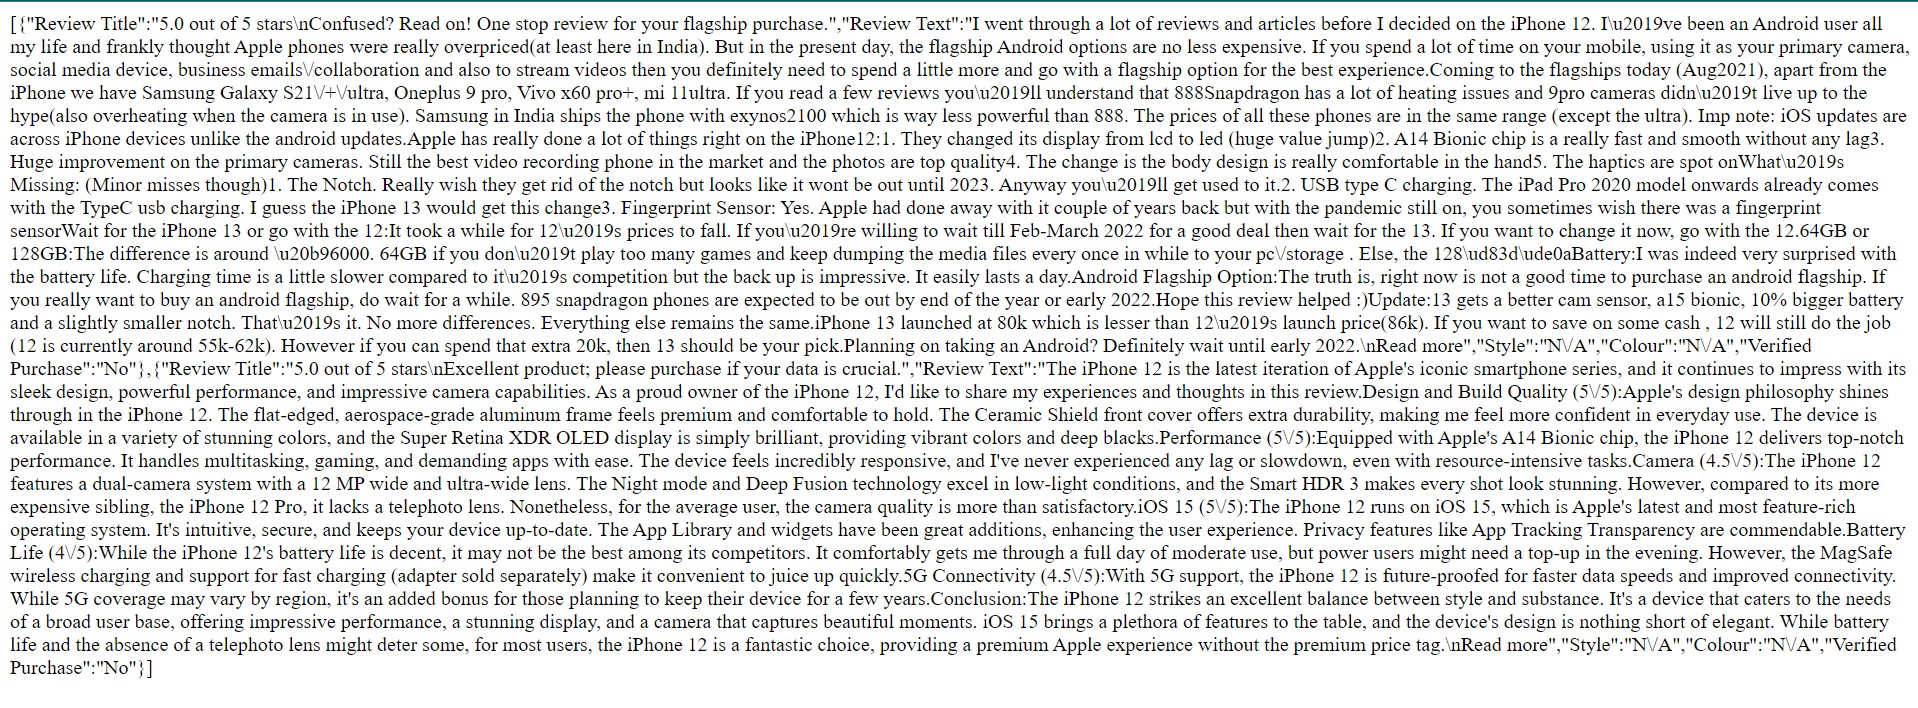 [{"Review Title":"5.0 out of 5 stars\nConfused? Read on! One stop review for your flagship purchase.","Review Text":"I went through a lot of reviews and articles before I decided on the iPhone 12. I\u2019ve been an Android user all
my life and frankly thought Apple phones were really overpriced(at least here in India). But in the present day, the flagship Android options are no less expensive. If you spend a lot of time on your mobile, using it as your primary camera,
social media device, business emails\/collaboration and also to stream videos then you definitely need to spend a little more and go with a flagship option for the best experience.Coming to the flagships today (Aug2021), apart from the
iPhone we have Samsung Galaxy S21\/+\/ultra, Oneplus 9 pro, Vivo x60 pro+, mi 11ultra. If you read a few reviews you\u2019ll understand that 888Snapdragon has a lot of heating issues and 9pro cameras didn\u2019t live up to the
hype(also overheating when the camera is in use). Samsung in India ships the phone with exynos2100 which is way less powerful than 888. The prices of all these phones are in the same range (except the ultra). Imp note: iOS updates are
across iPhone devices unlike the android updates.Apple has really done a lot of things right on the iPhone12:1. They changed its display from lcd to led (huge value jump)2. A14 Bionic chip is a really fast and smooth without any lag3.
Huge improvement on the primary cameras. Still the best video recording phone in the market and the photos are top quality4. The change is the body design is really comfortable in the hand5. The haptics are spot onWhat\u2019s
Missing: (Minor misses though)1. The Notch. Really wish they get rid of the notch but looks like it wont be out until 2023. Anyway you\u2019ll get used to it.2. USB type C charging. The iPad Pro 2020 model onwards already comes
with the TypeC usb charging. I guess the iPhone 13 would get this change3. Fingerprint Sensor: Yes. Apple had done away with it couple of years back but with the pandemic still on, you sometimes wish there was a fingerprint
sensorWait for the iPhone 13 or go with the 12:It took a while for 12\u2019s prices to fall. If you\u2019re willing to wait till Feb-March 2022 for a good deal then wait for the 13. If you want to change it now, go with the 12.64GB or
128GB:The difference is around \u20b96000. 64GB if you don\u2019t play too many games and keep dumping the media files every once in while to your pc\/storage . Else, the 128\ud83d\ude0aBattery:I was indeed very surprised with
the battery life. Charging time is a little slower compared to it\u2019s competition but the back up is impressive. It easily lasts a day.Android Flagship Option:The truth is, right now is not a good time to purchase an android flagship. If
you really want to buy an android flagship, do wait for a while. 895 snapdragon phones are expected to be out by end of the year or early 2022.Hope this review helped :)Update:13 gets a better cam sensor, a15 bionic, 10% bigger battery
and a slightly smaller notch. That\u2019s it. No more differences. Everything else remains the same.iPhone 13 launched at 80k which is lesser than 12\u2019s launch price(86k). If you want to save on some cash , 12 will still do the job
(12 is currently around 55k-62k). However if you can spend that extra 20k, then 13 should be your pick.Planning on taking an Android? Definitely wait until early 2022.\nRead more","Style":"N\/A","Colour":"N\/A","Verified
Purchase":"No"},{"Review Title":"5.0 out of 5 stars\nExcellent product; please purchase if your data is crucial.","Review Text":"The iPhone 12 is the latest iteration of Apple's iconic smartphone series, and it continues to impress with its
sleek design, powerful performance, and impressive camera capabilities. As a proud owner of the iPhone 12, I'd like to share my experiences and thoughts in this review.Design and Build Quality (5\/5):Apple's design philosophy shines
through in the iPhone 12. The flat-edged, aerospace-grade aluminum frame feels premium and comfortable to hold. The Ceramic Shield front cover offers extra durability, making me feel more confident in everyday use. The device is
available in a variety of stunning colors, and the Super Retina XDR OLED display is simply brilliant, providing vibrant colors and deep blacks.Performance (5\/5):Equipped with Apple's A14 Bionic chip, the iPhone 12 delivers top-notch
performance. It handles multitasking, gaming, and demanding apps with ease. The device feels incredibly responsive, and I've never experienced any lag or slowdown, even with resource-intensive tasks.Camera (4.5\/5):The iPhone 12
features a dual-camera system with a 12 MP wide and ultra-wide lens. The Night mode and Deep Fusion technology excel in low-light conditions, and the Smart HDR 3 makes every shot look stunning. However, compared to its more
expensive sibling, the iPhone 12 Pro, it lacks a telephoto lens. Nonetheless, for the average user, the camera quality is more than satisfactory.iOS 15 (5\/5):The iPhone 12 runs on iOS 15, which is Apple's latest and most feature-rich
operating system. It's intuitive, secure, and keeps your device up-to-date. The App Library and widgets have been great additions, enhancing the user experience. Privacy features like App Tracking Transparency are commendable.Battery
Life (4\/5):While the iPhone 12's battery life is decent, it may not be the best among its competitors. It comfortably gets me through a full day of moderate use, but power users might need a top-up in the evening. However, the MagSafe
wireless charging and support for fast charging (adapter sold separately) make it convenient to juice up quickly.5G Connectivity (4.5\/5):With 5G support, the iPhone 12 is future-proofed for faster data speeds and improved connectivity.
While 5G coverage may vary by region, it's an added bonus for those planning to keep their device for a few years.Conclusion:The iPhone 12 strikes an excellent balance between style and substance. It's a device that caters to the needs
of a broad user base, offering impressive performance, a stunning display, and a camera that captures beautiful moments. iOS 15 brings a plethora of features to the table, and the device's design is nothing short of elegant. While battery
life and the absence of a telephoto lens might deter some, for most users, the iPhone 12 is a fantastic choice, providing a premium Apple experience without the premium price tag.\nRead more","Style":"N\/A","Colour":"N\/A","Verified
Purchase":"No"}]